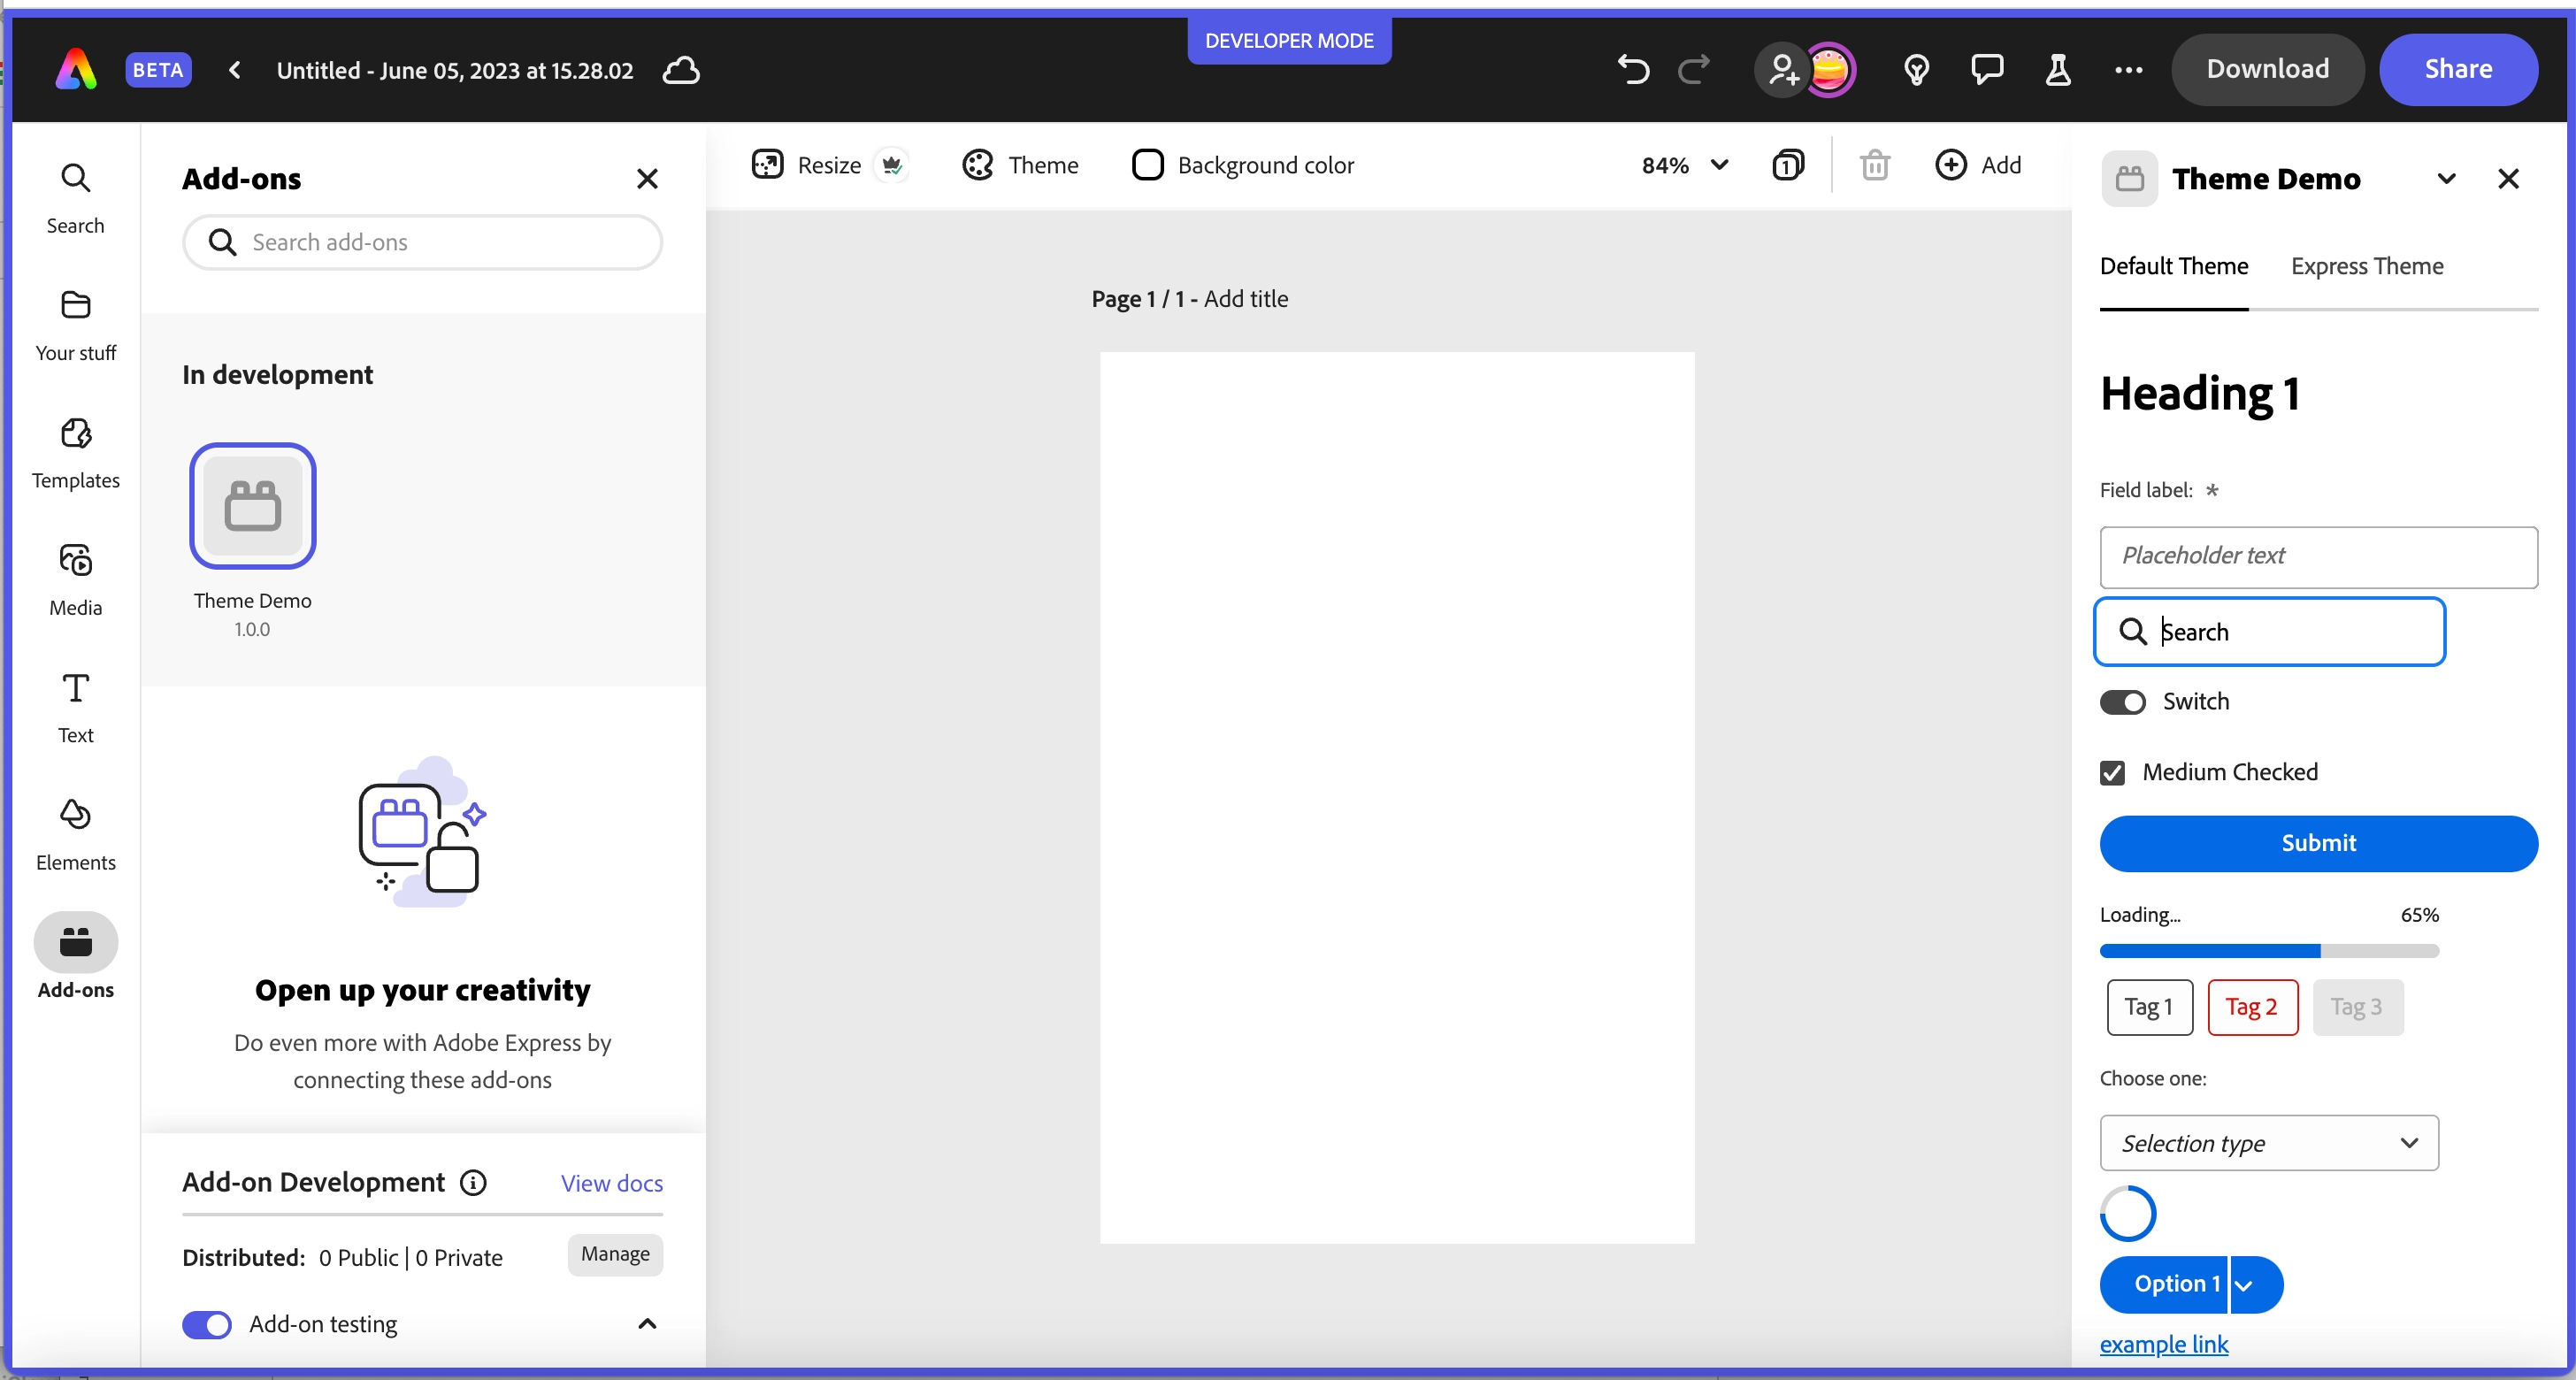 DEVELOPER MODE
BETA
Untitled - June 05, 2023 at 15.28.02
Download
Share
Search
Your stuff
Templates
Media
Text
Elements
Add-ons
Add-ons
Search add-ons
In development
Theme Demo
1.0.0
Open up your creativity
Do even more with Adobe Express by
connecting these add-ons
Add-on Development
View docs
Distributed: 0 Public | 0 Private
Manage
Add-on testing
Resize
Theme
Background color
84%
1
Add
Page 1 / 1 - Add title
Theme Demo
Default Theme
Express Theme
Heading 1
Field label: *
Placeholder text
Search
Switch
Medium Checked
Submit
Loading...
65%
Tag 1
Tag 2
Tag 3
Choose one:
Selection type
Option 1
example link